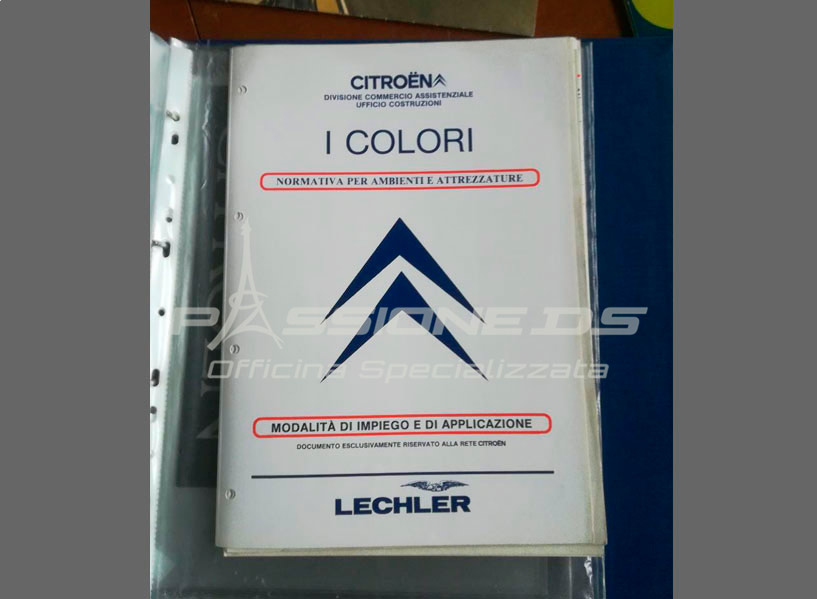 CITROËN
DIVISIONE COMMERCIO ASSISTENZIALE
UFFICIO COSTRUZIONI
I COLORI
NORMATIVA PER AMBIENTI E ATTREZZATURE
PASSIONE DS
Officina Specializzata
MODALITÀ DI IMPIEGO E DI APPLICAZIONE
DOCUMENTO ESCLUSIVAMENTE RISERVATO ALLA RETE CITROËN
LECHLER